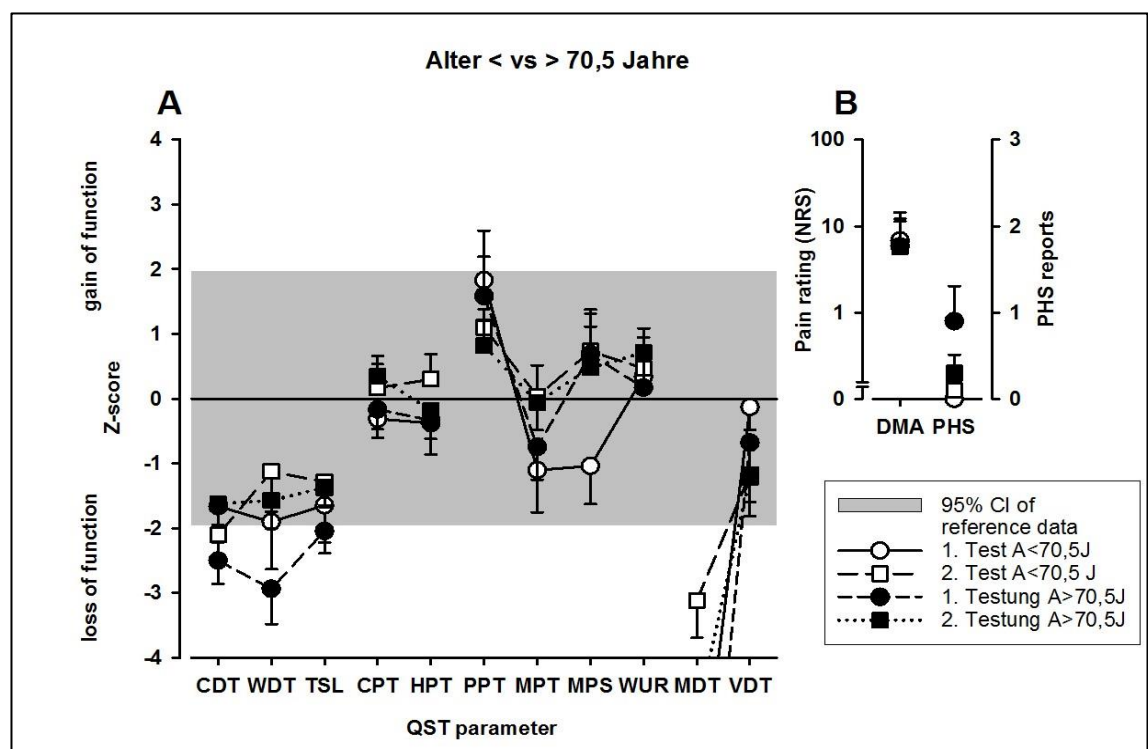 Alter < vs > 70,5 Jahre
A
B
gain of function
loss of function
Z-score
4
3
2
1
0
-1
-2
-3
-4
CDT WDT TSL CPT HPT PPT MPT MPS WUR MDT VDT
QST parameter
Pain rating (NRS)
100
10
1
0
3
2
1
0
PHS reports
DMA PHS
95% CI of
reference data
1. Test A<70,5J
2. Test A<70,5 J
1. Testung A>70,5J
2. Testung A>70,5J